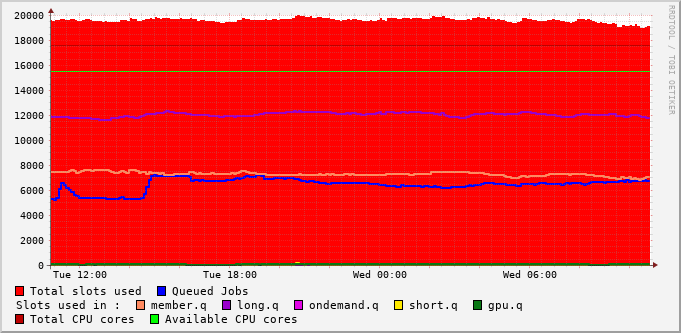 20000
18000
16000
14000
12000
10000
8000
6000
4000
2000
0
Tue 12:00 Tue 18:00 Wed 00:00 Wed 06:00
Total slots used Queued Jobs
Slots used in : member.q long.q ondemand.q short.q gpu.q
Total CPU cores Available CPU cores
RRDTOOL / TOBI OETIKER